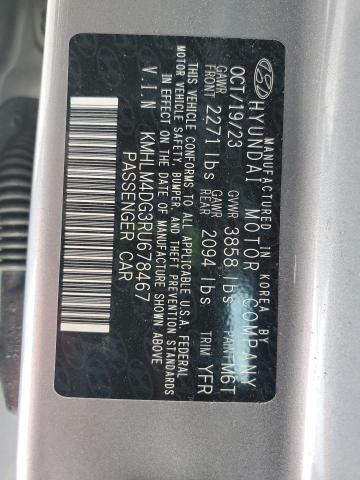 MANUFACTURED IN KOREA BY
HYUNDAI MOTOR COMPANY
OCT/19/23 GVWR 3858 lbs PAINT M6T
GAWR FRONT 2271 lbs GAWR REAR 2094 lbs TRIM YFR
THIS VEHICLE CONFORMS TO ALL APPLICABLE U.S.A. FEDERAL
MOTOR VEHICLE SAFETY, BUMPER, AND THEFT PREVENTION STANDARDS
IN EFFECT ON THE DATE OF MANUFACTURE SHOWN ABOVE
VIN KMHLM4DG3RU678467
PASSENGER CAR